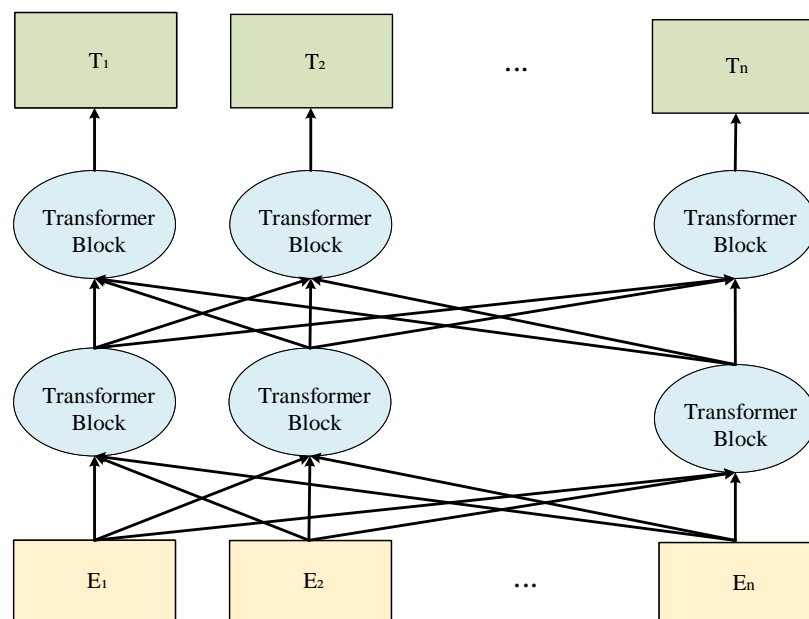 T₁ T₂ ... Tn
Transformer Transformer Transformer
Block Block Block
Transformer Transformer Transformer
Block Block Block
E₁ E₂ ... En